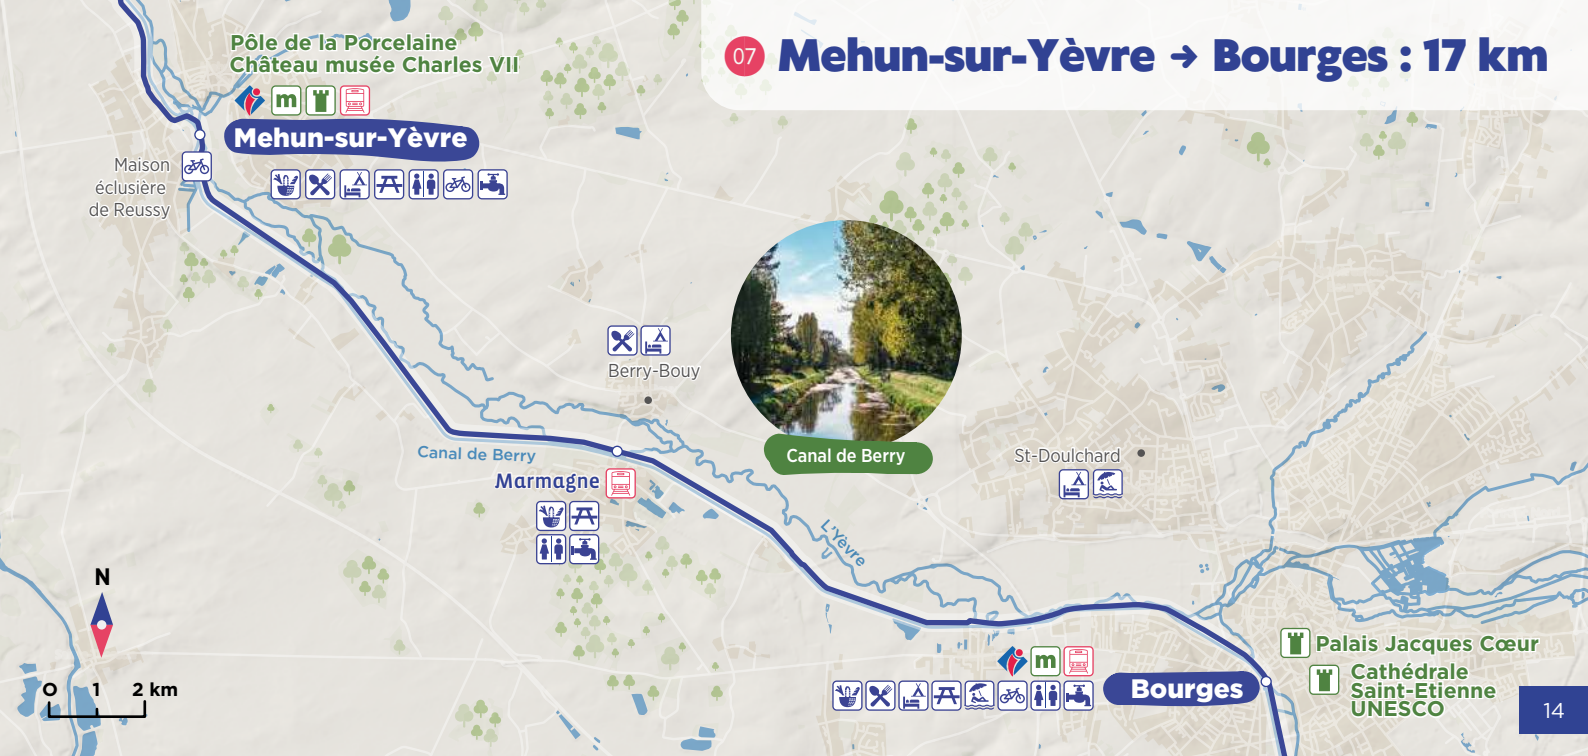 07 Mehun-sur-Yèvre → Bourges : 17 km
Pôle de la Porcelaine
Château musée Charles VII
m
Mehun-sur-Yèvre
Maison
éclusière
de Reussy
Berry-Bouy
Canal de Berry
Canal de Berry
Marmagne
St-Doulchard
L'Yèvre
N
0 1 2 km
m
Bourges
Palais Jacques Cœur
Cathédrale
Saint-Etienne
UNESCO
14